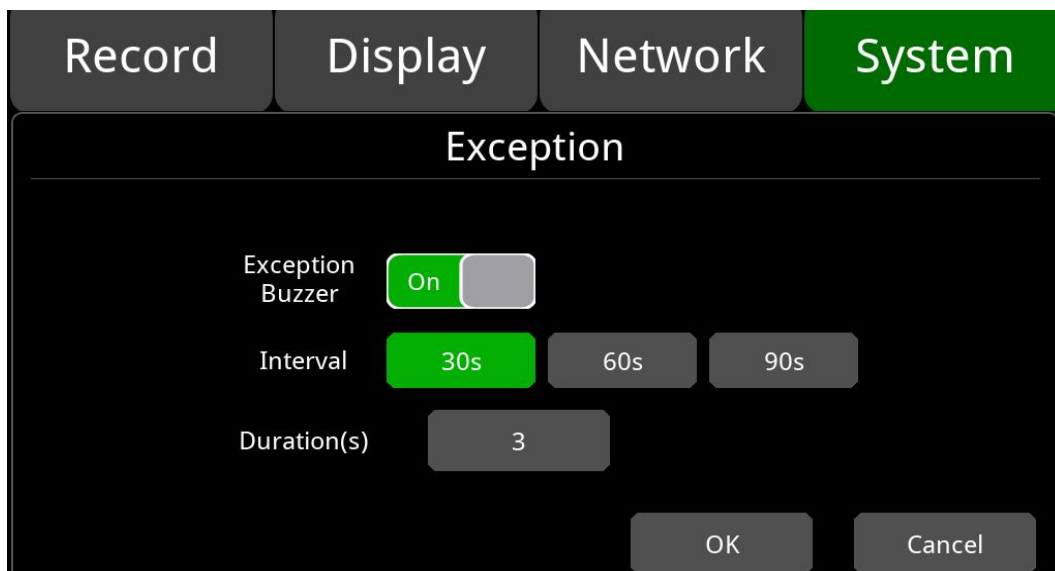 Record Display Network System
Exception
Exception
Buzzer
On
Interval 30s 60s 90s
Duration(s) 3
OK Cancel